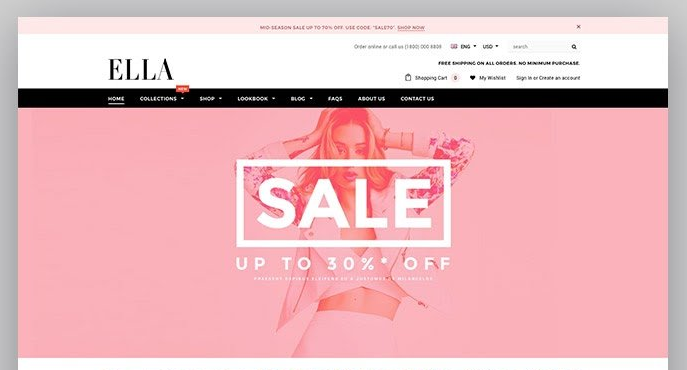 MID-SEASON SALE UP TO 70% OFF. USE CODE. "SALE70". SHOP NOW
Order online or call us (1800) 000 8808
ENG
USD
search
FREE SHIPPING ON ALL ORDERS. NO MINIMUM PURCHASE.
ELLA
Shopping Cart 0 My Wishlist Sign In or Create an account
NEW
HOME COLLECTIONS SHOP LOOKBOOK BLOG FAQS ABOUT US CONTACT US
SALE
UP TO 30%* OFF